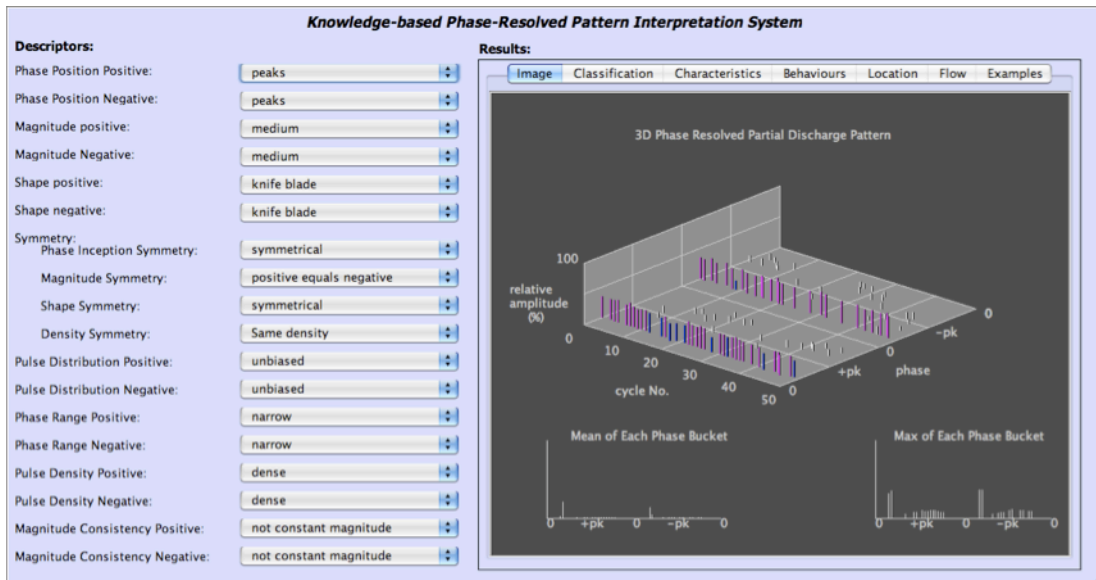 Knowledge-based Phase-Resolved Pattern Interpretation System
Descriptors:
Phase Position Positive: peaks
Phase Position Negative: peaks
Magnitude positive: medium
Magnitude Negative: medium
Shape positive: knife blade
Shape negative: knife blade
Symmetry:
Phase Inception Symmetry: symmetrical
Magnitude Symmetry: positive equals negative
Shape Symmetry: symmetrical
Density Symmetry: Same density
Pulse Distribution Positive: unbiased
Pulse Distribution Negative: unbiased
Phase Range Positive: narrow
Phase Range Negative: narrow
Pulse Density Positive: dense
Pulse Density Negative: dense
Magnitude Consistency Positive: not constant magnitude
Magnitude Consistency Negative: not constant magnitude
Results:
Image Classification Characteristics Behaviours Location Flow Examples
3D Phase Resolved Partial Discharge Pattern
100
relative
amplitude
(%)
0
0 10 20 30 40 50
cycle No.
0 +pk 0 -pk 0
phase
Mean of Each Phase Bucket
0 +pk 0 -pk 0
Max of Each Phase Bucket
0 +pk 0 -pk 0